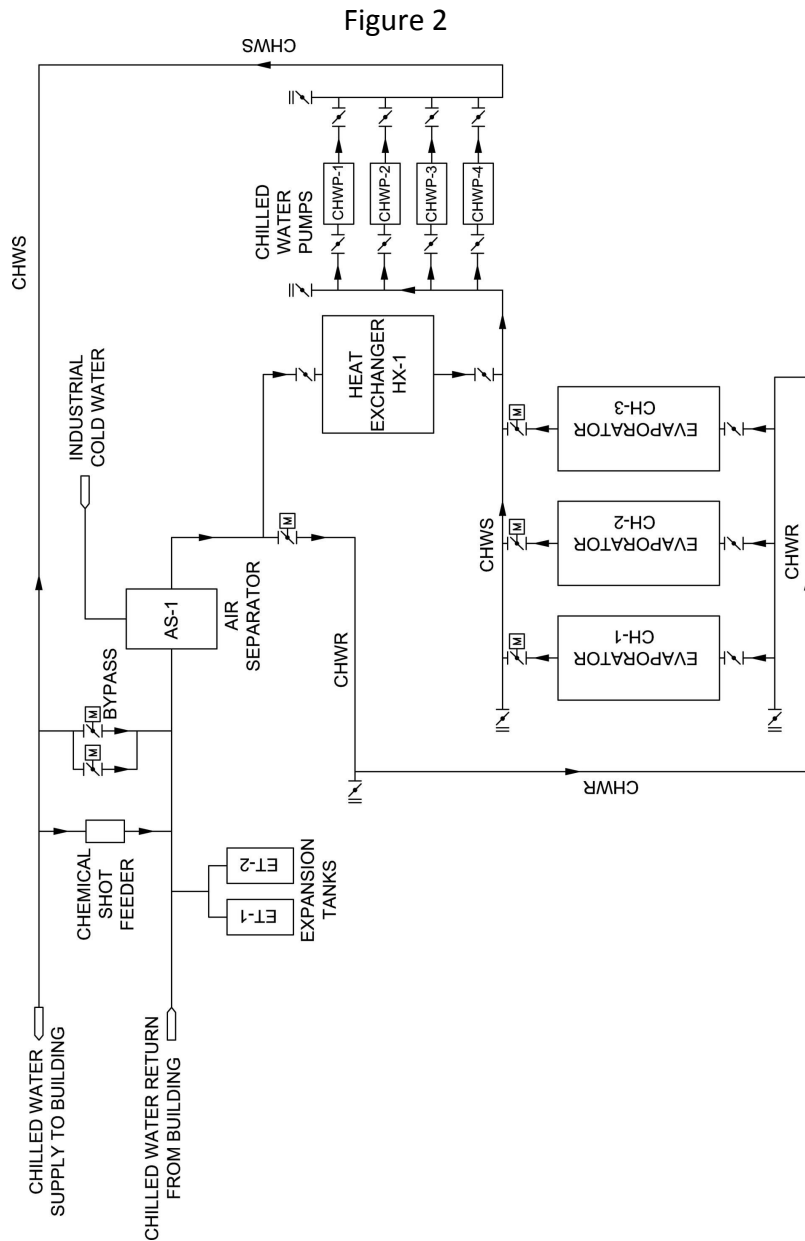 Figure 2
CHWS
CHWS
CHILLED
WATER
PUMPS
CHWP-1
CHWP-2
CHWP-3
CHWP-4
INDUSTRIAL
COLD WATER
HEAT
EXCHANGER
HX-1
M
AS-1
AIR
SEPARATOR
M
M
BYPASS
CHEMICAL
SHOT
FEEDER
ET-1
ET-2
EXPANSION
TANKS
CHILLED WATER
SUPPLY TO BUILDING
CHILLED WATER RETURN
FROM BUILDING
CHWR
CHWR
CHWS
M
M
M
EVAPORATOR
CH-1
EVAPORATOR
CH-2
EVAPORATOR
CH-3
CHWR